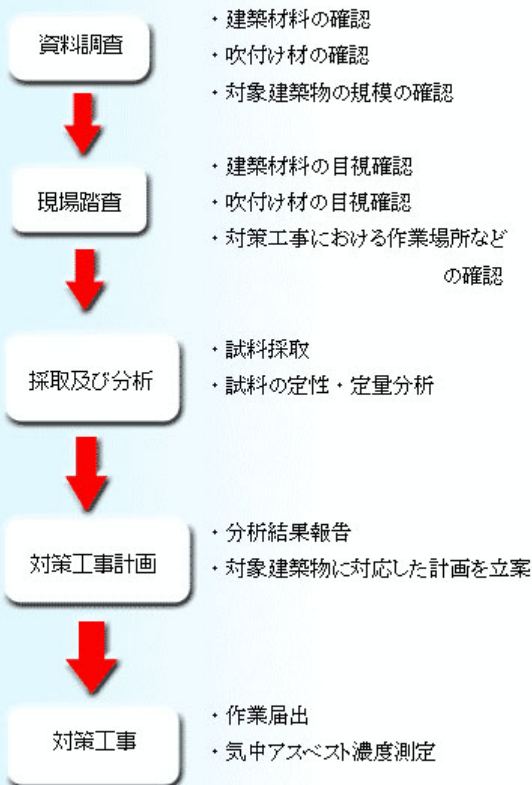 資料調査
・建築材料の確認
・吹付け材の確認
・対象建築物の規模の確認
現場踏査
・建築材料の目視確認
・吹付け材の目視確認
・対策工事における作業場所など
の確認
採取及び分析
・試料採取
・試料の定性・定量分析
対策工事計画
・分析結果報告
・対象建築物に対応した計画を立案
対策工事
・作業届出
・気中アスベスト濃度測定